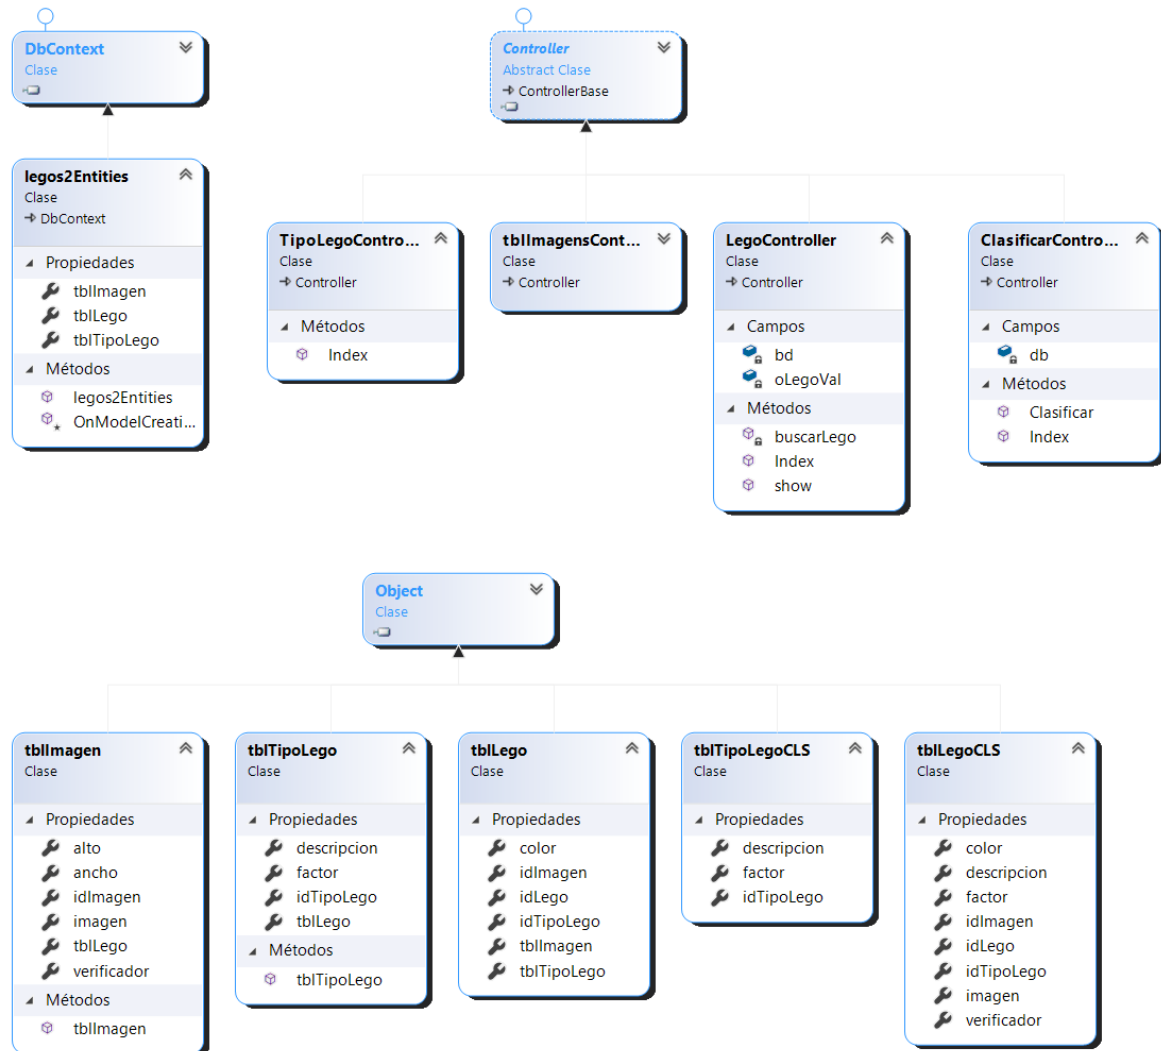 DbContext
Clase
Controller
Abstract Clase
ControllerBase
legos2Entities
Clase
DbContext
Propiedades
tblImagen
tblLego
tblTipoLego
Métodos
legos2Entities
OnModelCreati...
TipoLegoContro...
Clase
Controller
Métodos
Index
tblImagensCont...
Clase
Controller
LegoController
Clase
Controller
Campos
bd
oLegoVal
Métodos
buscarLego
Index
show
ClasificarContro...
Clase
Controller
Campos
db
Métodos
Clasificar
Index
Object
Clase
tblImagen
Clase
Propiedades
alto
ancho
idImagen
imagen
tblLego
verificador
Métodos
tblImagen
tblTipoLego
Clase
Propiedades
descripcion
factor
idTipoLego
tblLego
Métodos
tblTipoLego
tblLego
Clase
Propiedades
color
idImagen
idLego
idTipoLego
tblImagen
tblTipoLego
tblTipoLegoCLS
Clase
Propiedades
descripcion
factor
idTipoLego
tblLegoCLS
Clase
Propiedades
color
descripcion
factor
idImagen
idLego
idTipoLego
imagen
verificador